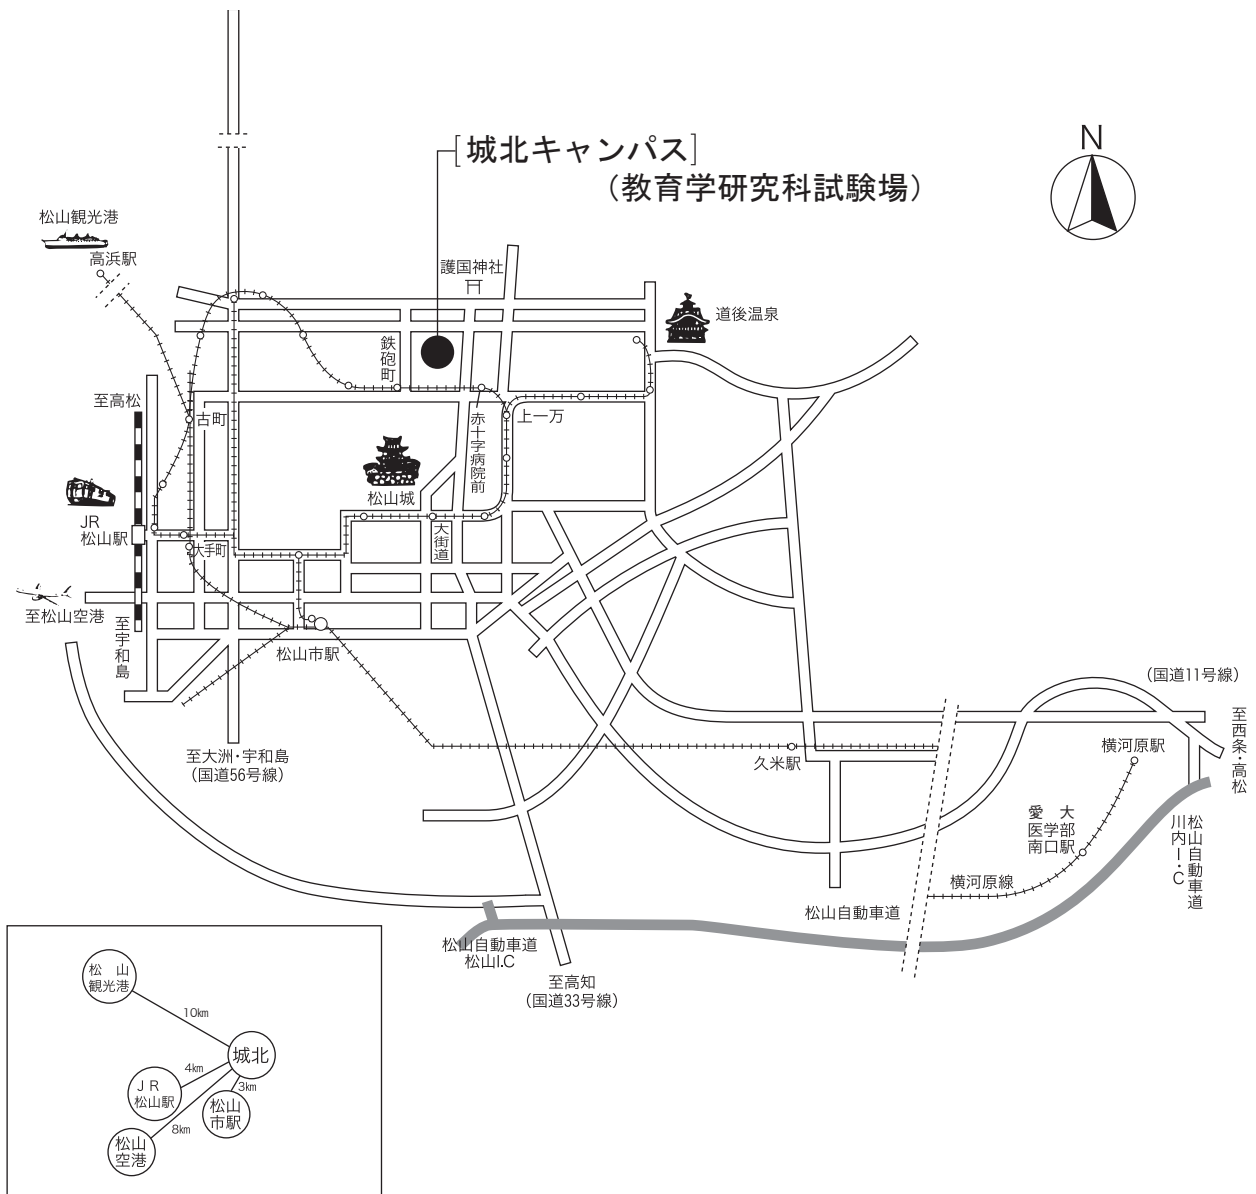 [城北キャンパス]
（教育学研究科試験場）
N
松山観光港
高浜駅
護国神社
道後温泉
鉄砲町
至高松
古町
赤十字病院前
上一万
松山城
JR
松山駅
大街道
大手町
至松山空港
至宇和島
松山市駅
(国道11号線)
至西条・高松
至大洲・宇和島
(国道56号線)
久米駅
横河原駅
愛　大
医学部
南口駅
松山自動車道
川内I・C
横河原線
松山自動車道
松山自動車道
松山I.C
至高知
(国道33号線)
松　山
観光港
10km
城北
4km
3km
JR
松山駅
松山
市駅
8km
松山
空港